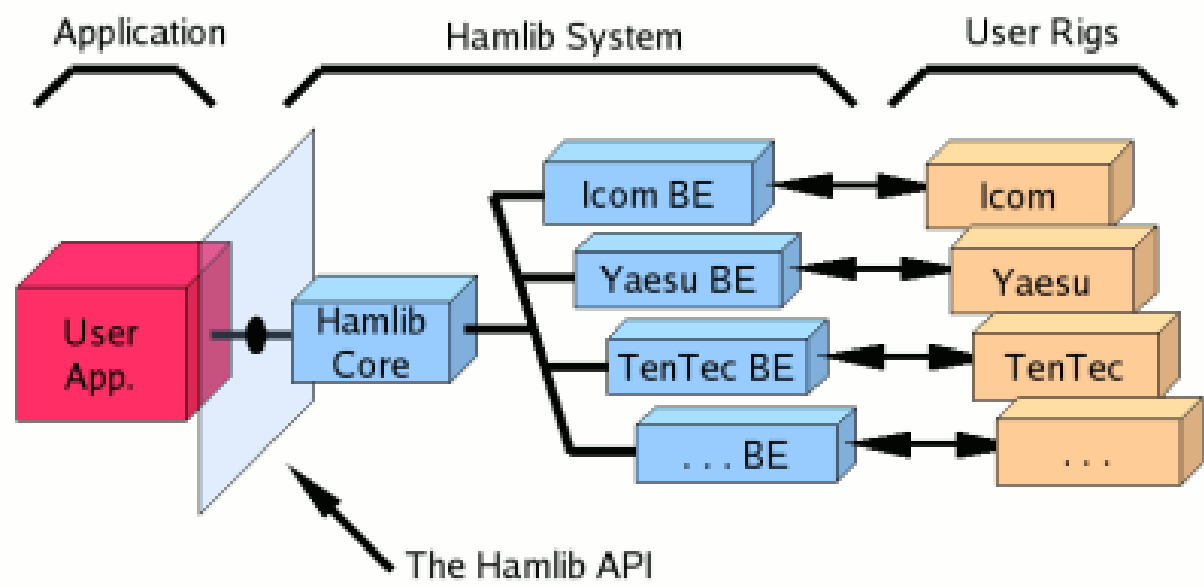 Application
Hamlib System
User Rigs
User
App.
Hamlib
Core
Icom BE
Yaesu BE
TenTec BE
. . . BE
Icom
Yaesu
TenTec
. . .
The Hamlib API